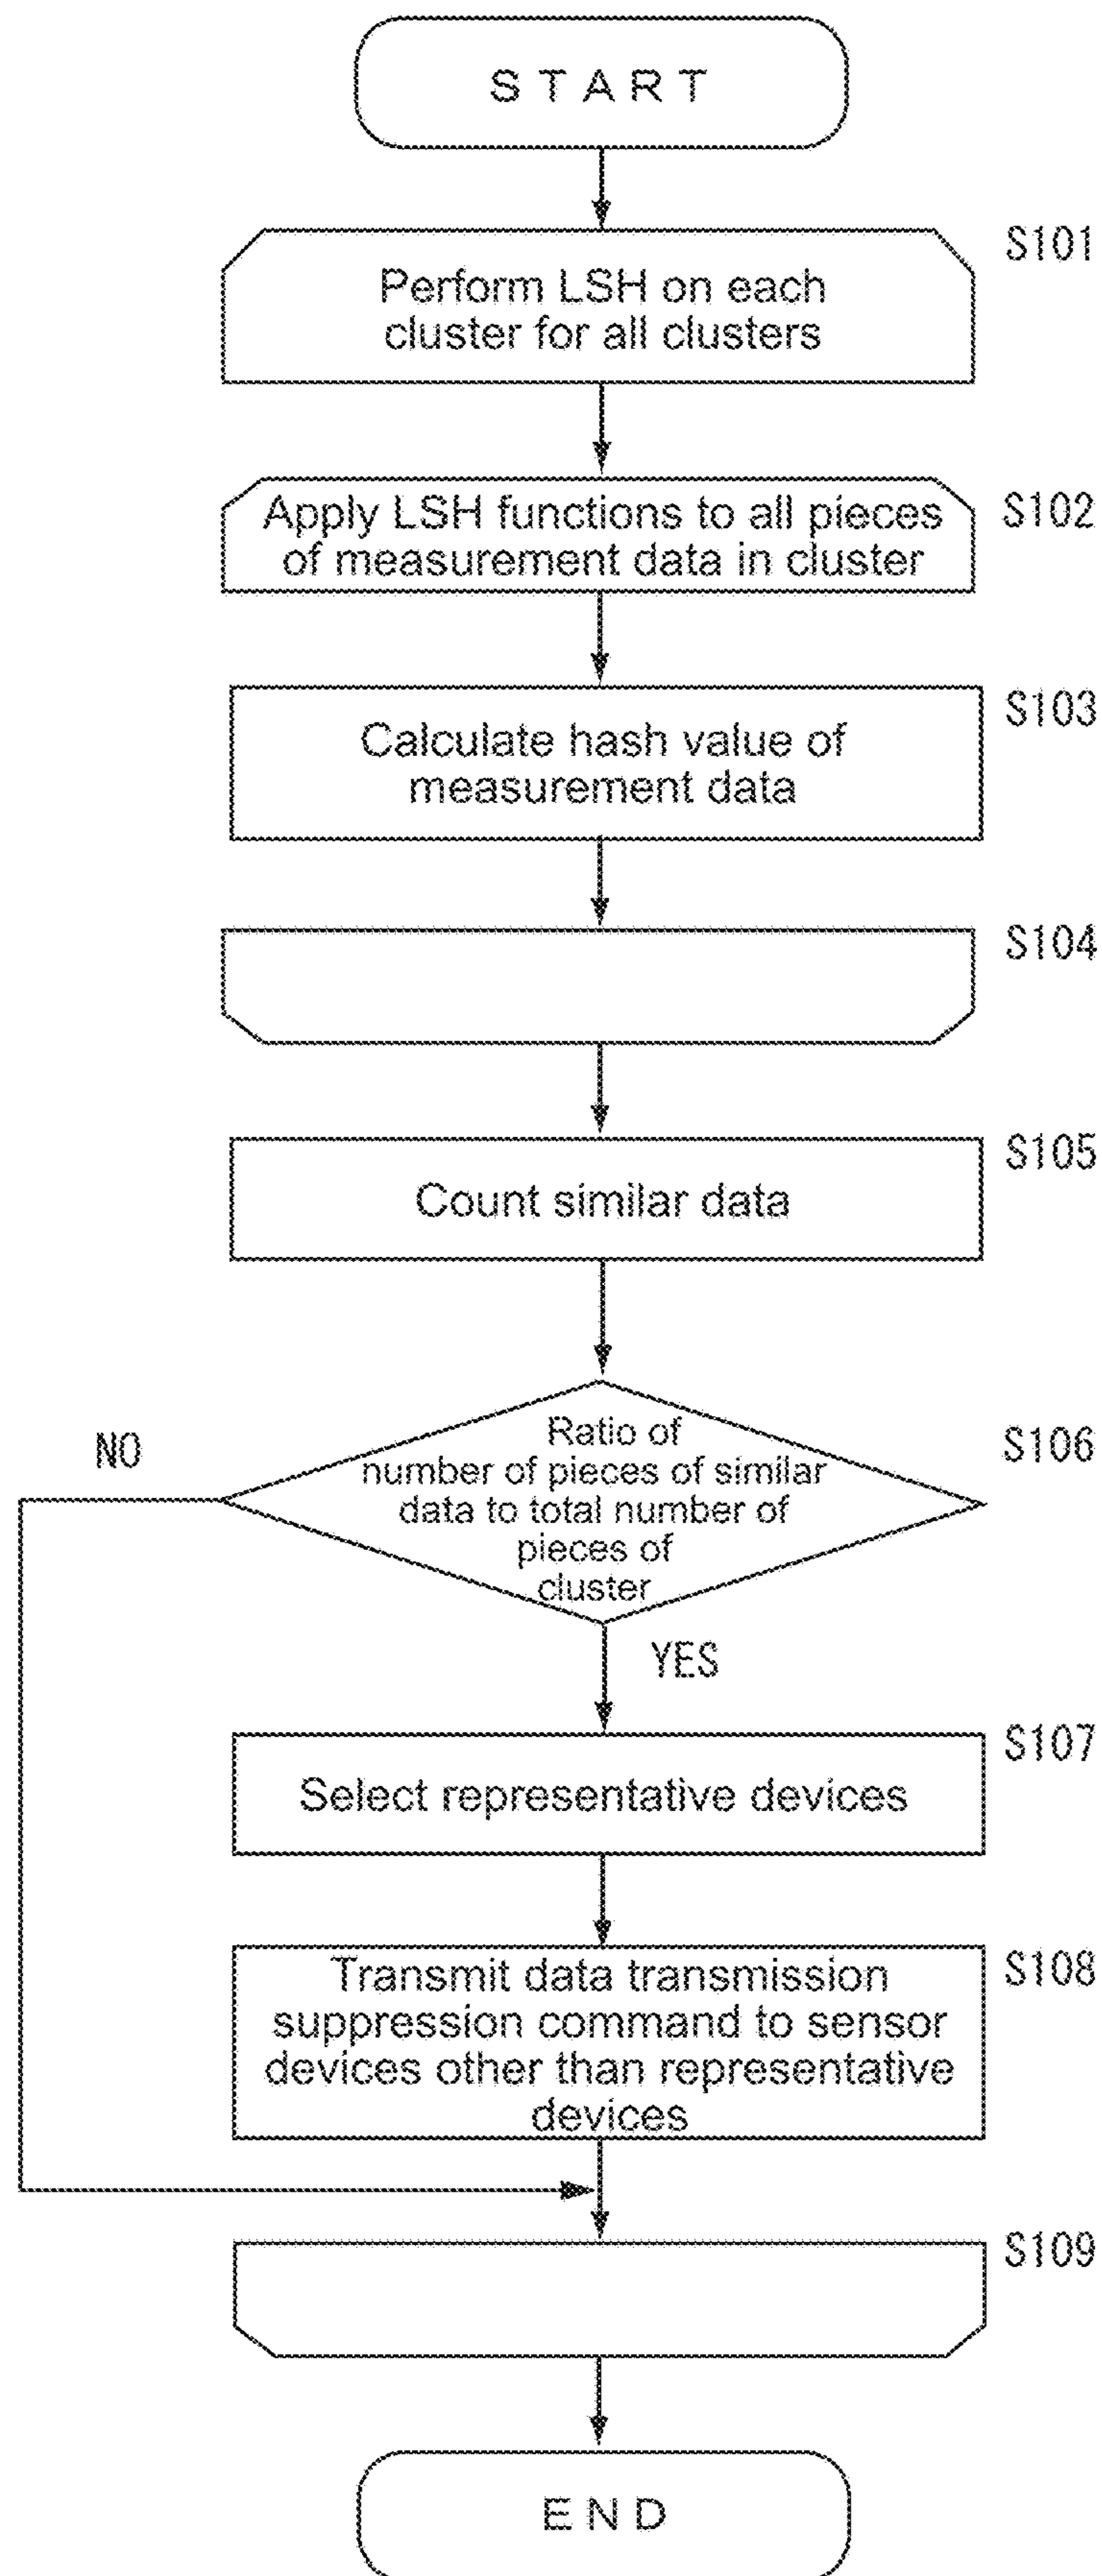 START
S101
Perform LSH on each
cluster for all clusters
S102
Apply LSH functions to all pieces
of measurement data in cluster
S103
Calculate hash value of
measurement data
S104
S105
Count similar data
S106
NO
Ratio of
number of pieces of similar
data to total number of
pieces of
cluster
YES
S107
Select representative devices
S108
Transmit data transmission
suppression command to sensor
devices other than representative
devices
S109
END